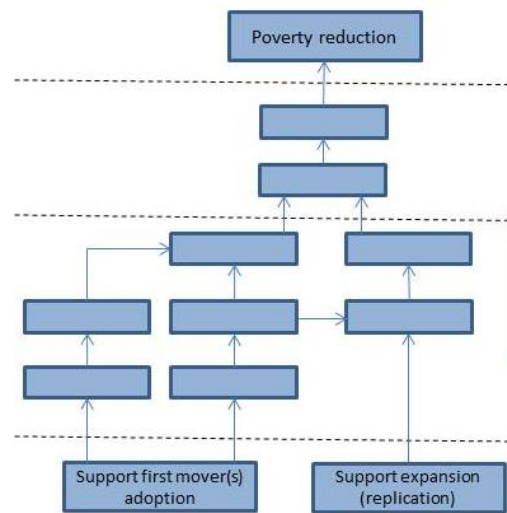 Poverty reduction
Support first mover(s)
adoption
Support expansion
(replication)